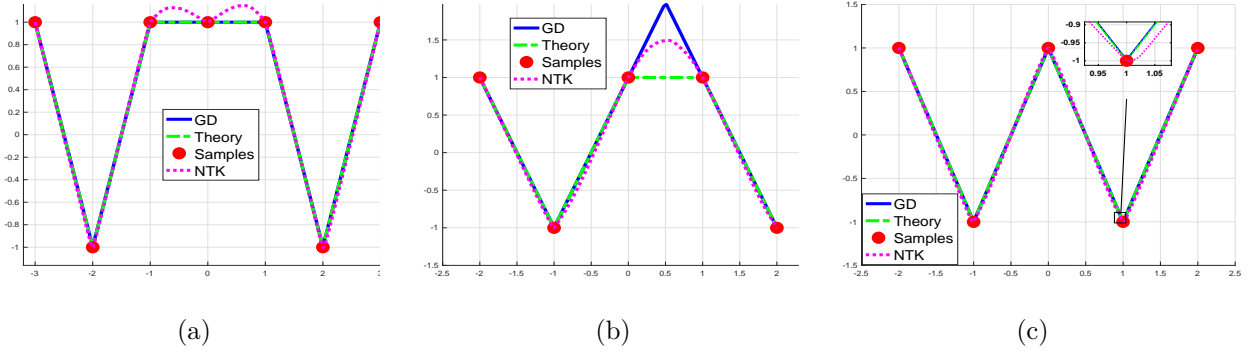 1
0.8
0.6
0.4
0.2
0
-0.2
-0.4
-0.6
-0.8
-1
GD
Theory
Samples
NTK
-3 -2 -1 0 1 2 3
(a)
1.5
1
0.5
0
-0.5
-1
-1.5
GD
Theory
Samples
NTK
-2.5 -2 -1.5 -1 -0.5 0 0.5 1 1.5 2
(b)
1.5
1
0.5
0
-0.5
-1
-1.5
-0.9
-0.95
-1
0.95 1 1.05
GD
Theory
Samples
NTK
-2.5 -2 -1.5 -1 -0.5 0 0.5 1 1.5 2 2.5
(c)